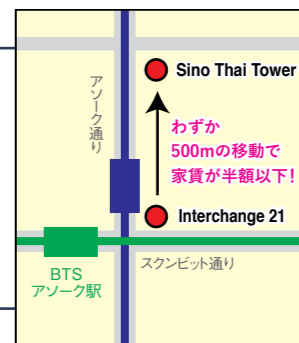 Sino Thai Tower
アソーク通り
わずか
500mの移動で
家賃が半額以下!
Interchange 21
スクンビット通り
BTS
アソーク駅